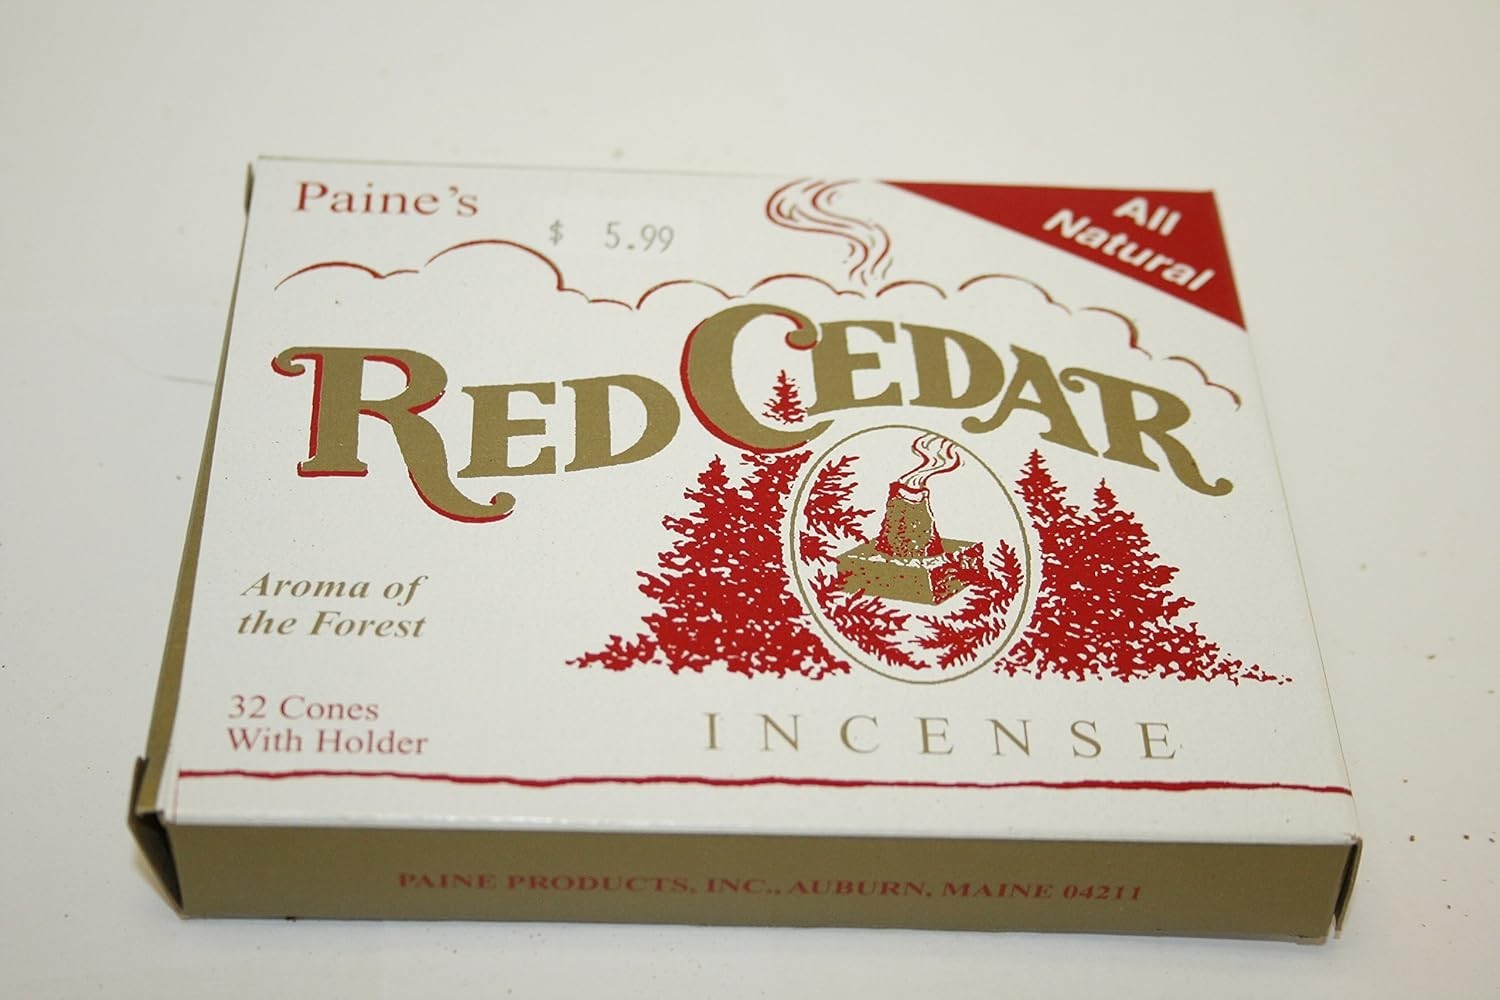 Paine's
$ 5.99
All
Natural
RED CEDAR
Aroma of
the Forest
32 Cones
With Holder
INCENSE
PAINE PRODUCTS, INC., AUBURN, MAINE 04211